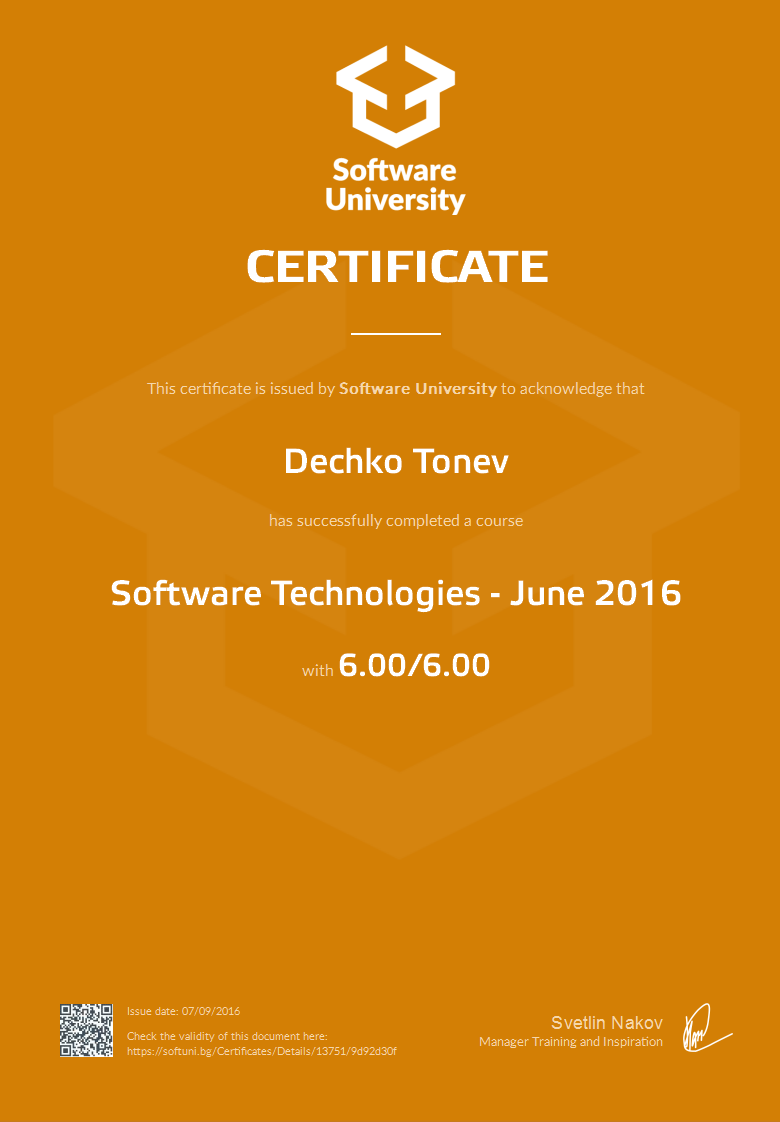 Software
University
CERTIFICATE
This certificate is issued by Software University to acknowledge that
Dechko Tonev
has successfully completed a course
Software Technologies - June 2016
with 6.00/6.00
Issue date: 07/09/2016
Check the validity of this document here:
https://softuni.bg/Certificates/Details/13751/9d92d30f
Svetlin Nakov
Manager Training and Inspiration